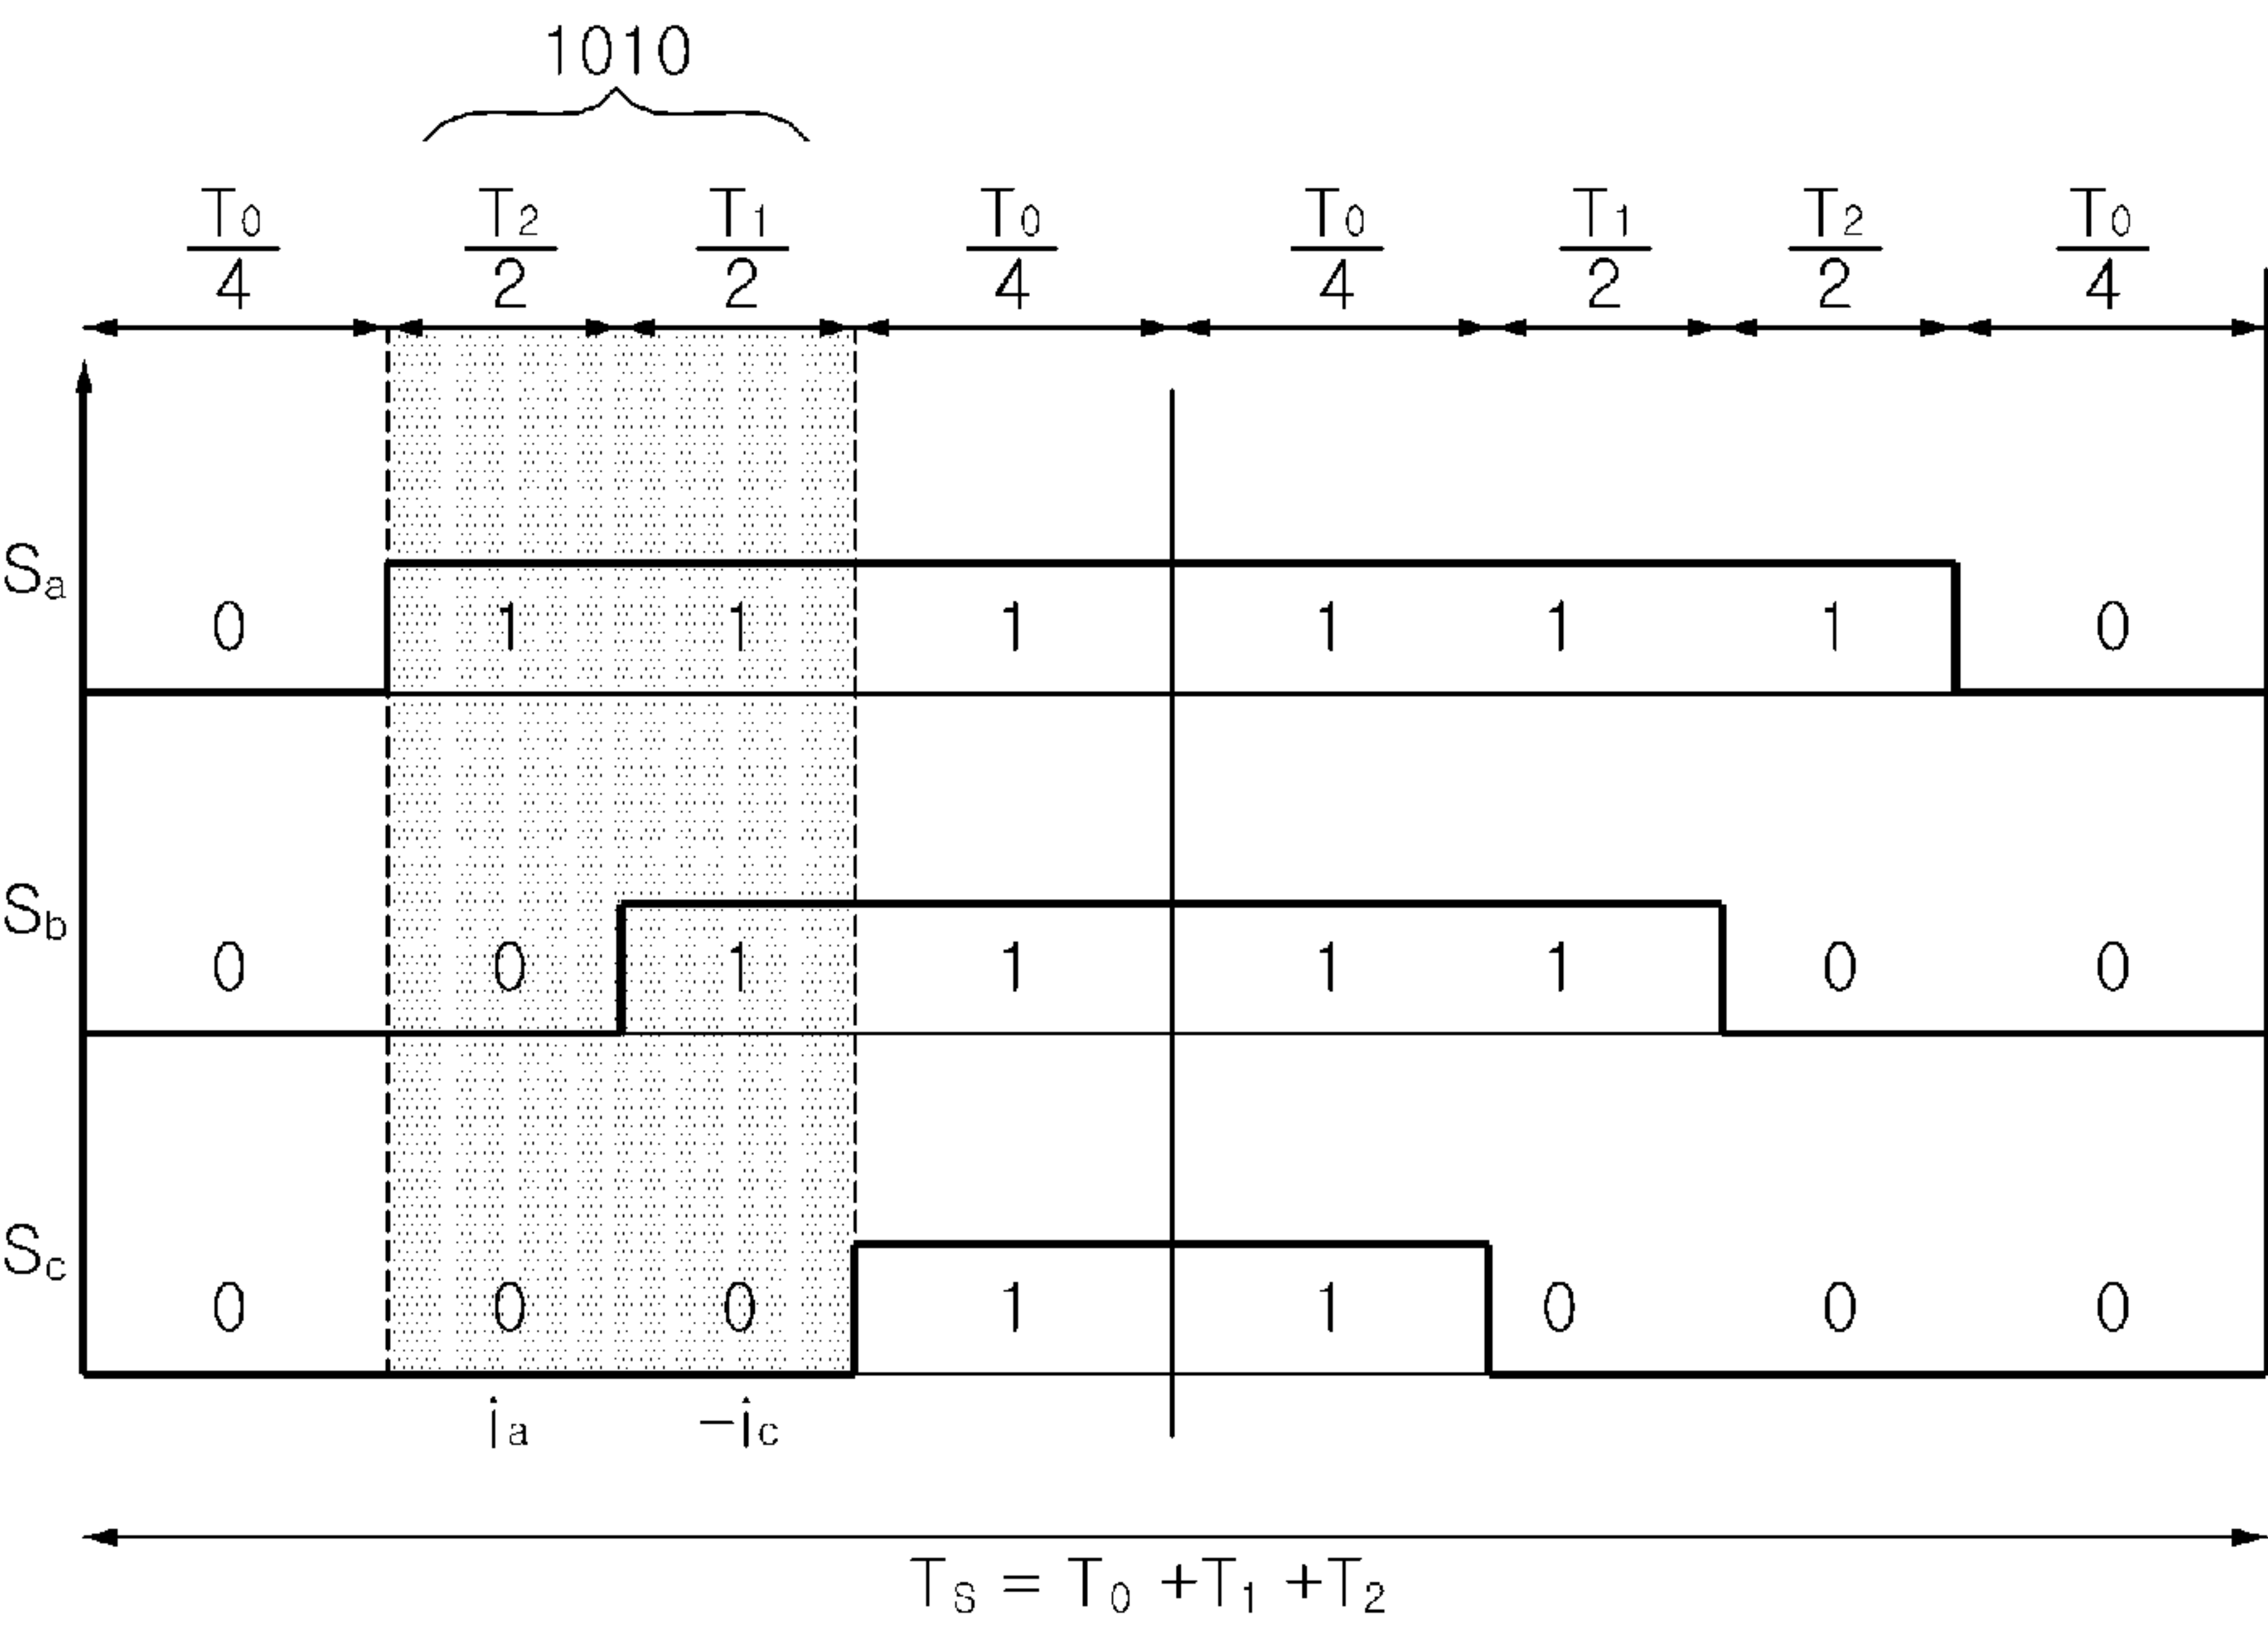 1010
T0/4 T2/2 T1/2 T0/4 T0/4 T1/2 T2/2 T0/4
Sa
0 1 1 1 1 1 1 0
Sb
0 0 1 1 1 1 0 0
Sc
0 0 0 1 1 0 0 0
ia -ic
TS = T0 +T1 +T2